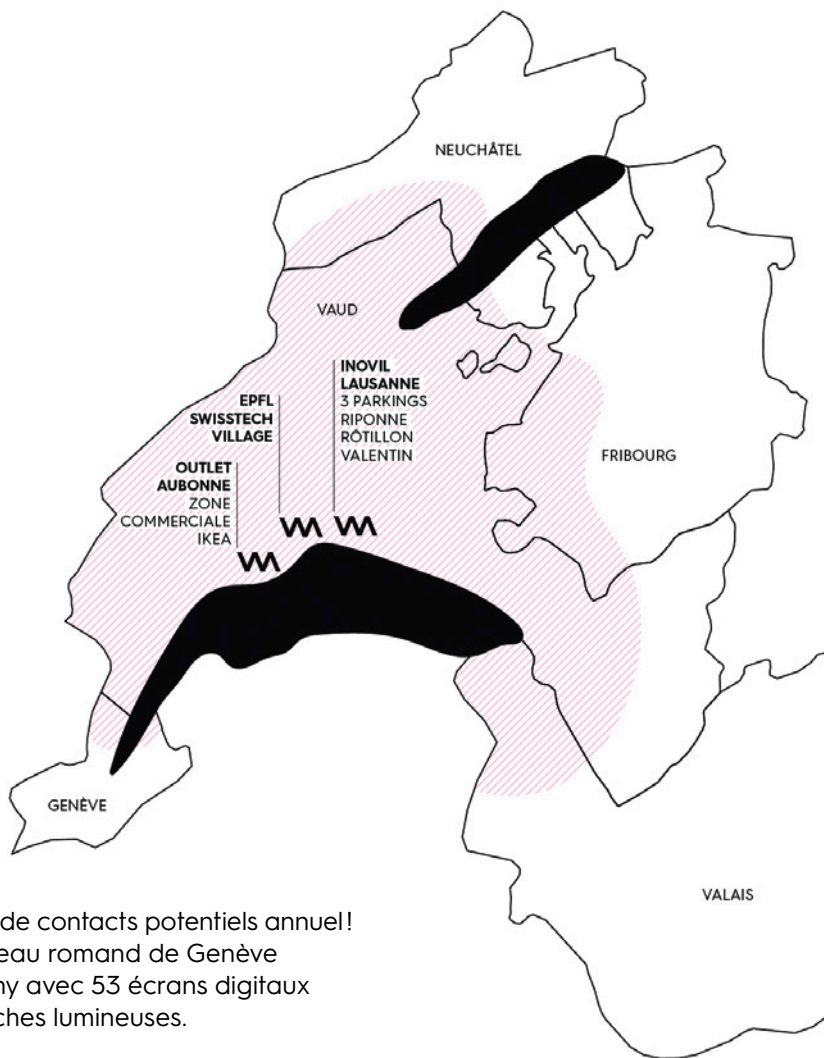 NEUCHÂTEL
VAUD
INOVIL
LAUSANNE
3 PARKINGS
RIPONNE
RÔTILLON
VALENTIN
EPFL
SWISSTECH
VILLAGE
FRIBOURG
OUTLET
AUBONNE
ZONE
COMMERCIALE
IKEA
GENÈVE
VALAIS
de contacts potentiels annuel!
eau romand de Genève
ny avec 53 écrans digitaux
ches lumineuses.